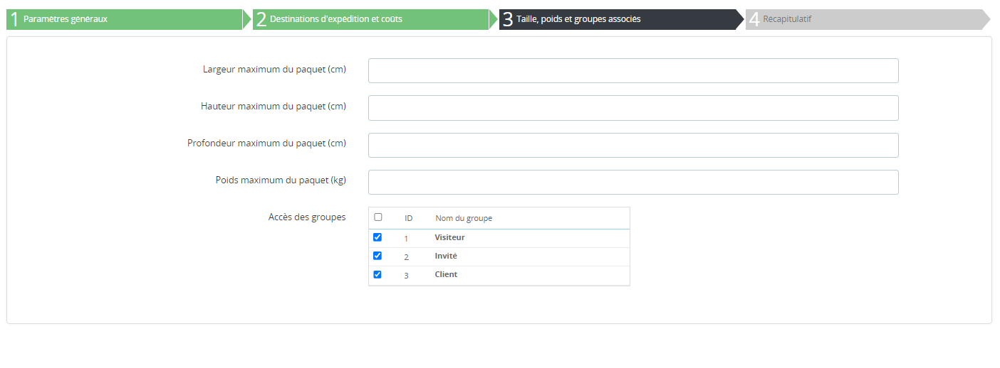 1 Paramètres généraux
2 Destinations d'expédition et coûts
3 Taille, poids et groupes associés
4 Récapitulatif
Largeur maximum du paquet (cm)
Hauteur maximum du paquet (cm)
Profondeur maximum du paquet (cm)
Poids maximum du paquet (kg)
Accès des groupes
ID Nom du groupe
1 Visiteur
2 Invité
3 Client